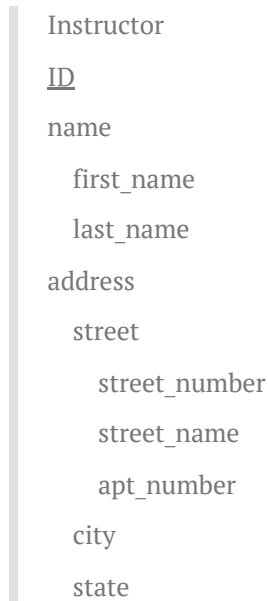 Instructor
ID
name
first_name
last_name
address
street
street_number
street_name
apt_number
city
state